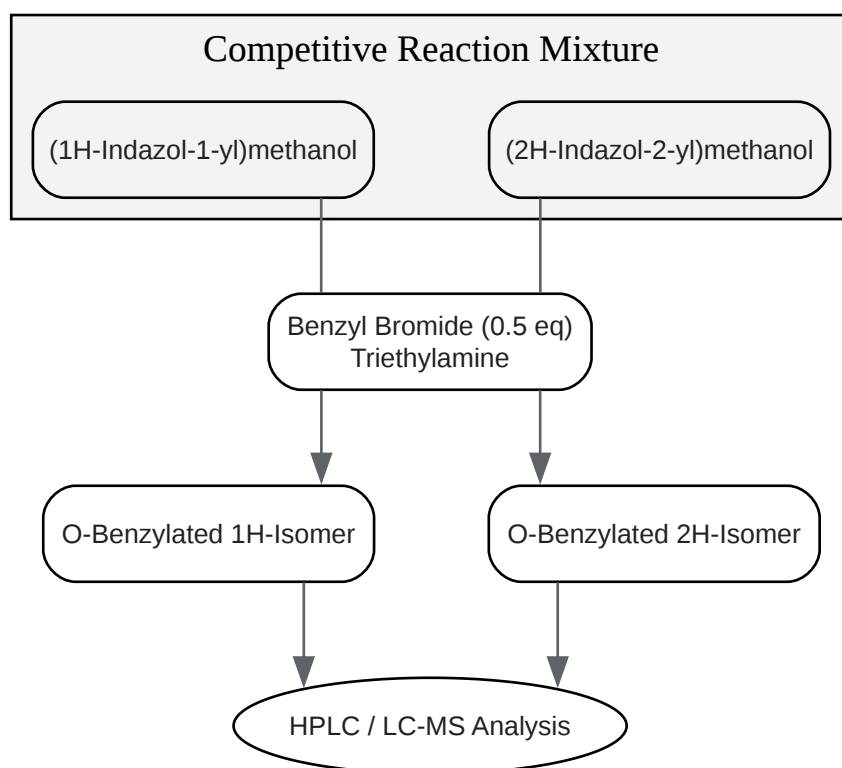 Competitive Reaction Mixture
(1H-Indazol-1-yl)methanol
(2H-Indazol-2-yl)methanol
Benzyl Bromide (0.5 eq)
Triethylamine
O-Benzylated 1H-Isomer
O-Benzylated 2H-Isomer
HPLC / LC-MS Analysis